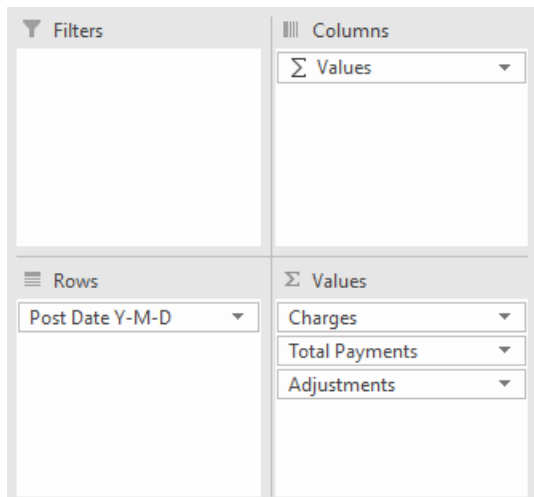 Filters
Columns
Σ Values
Rows
Σ Values
Post Date Y-M-D
Charges
Total Payments
Adjustments